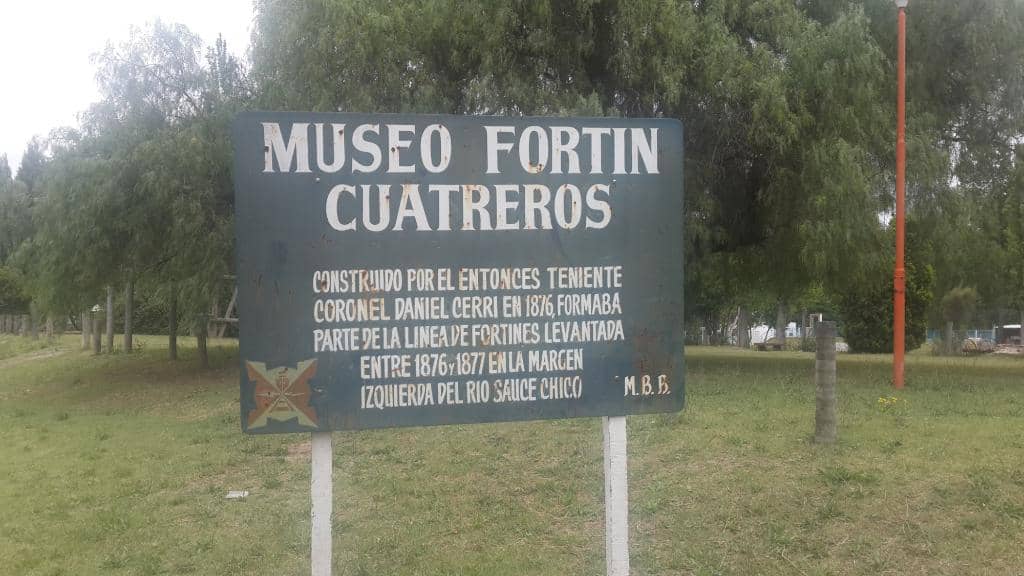 MUSEO FORTIN
CUATREROS
CONSTRUIDO POR EL ENTONCES TENIENTE
CORONEL DANIEL CERRI EN 1876, FORMABA
PARTE DE LA LINEA DE FORTINES LEVANTADA
ENTRE 1876 Y 1877 EN LA MARGEN
IZQUIERDA DEL RIO SAUCE CHICO
M.B.B.